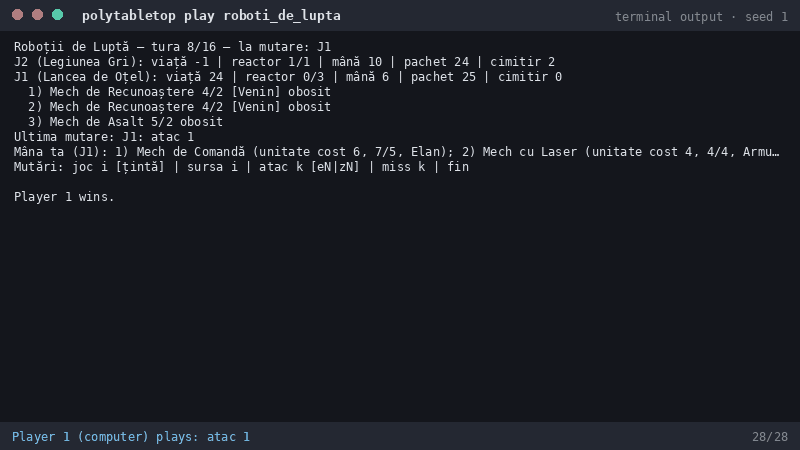 polytabletop play roboti_de_lupta
terminal output · seed 1
Roboții de Luptă — tura 8/16 — la mutare: J1
J2 (Legiunea Gri): viață -1 | reactor 1/1 | mână 10 | pachet 24 | cimitir 2
J1 (Lancea de Oțel): viață 24 | reactor 0/3 | mână 6 | pachet 25 | cimitir 0
1) Mech de Recunoaștere 4/2 [Venin] obosit
2) Mech de Recunoaștere 4/2 [Venin] obosit
3) Mech de Asalt 5/2 obosit
Ultima mutare: J1: atac 1
Mâna ta (J1): 1) Mech de Comandă (unitate cost 6, 7/5, Elan); 2) Mech cu Laser (unitate cost 4, 4/4, Armu…
Mutări: joc i [țintă] | sursa i | atac k [eN|zN] | miss k | fin
Player 1 wins.
Player 1 (computer) plays: atac 1
28/28